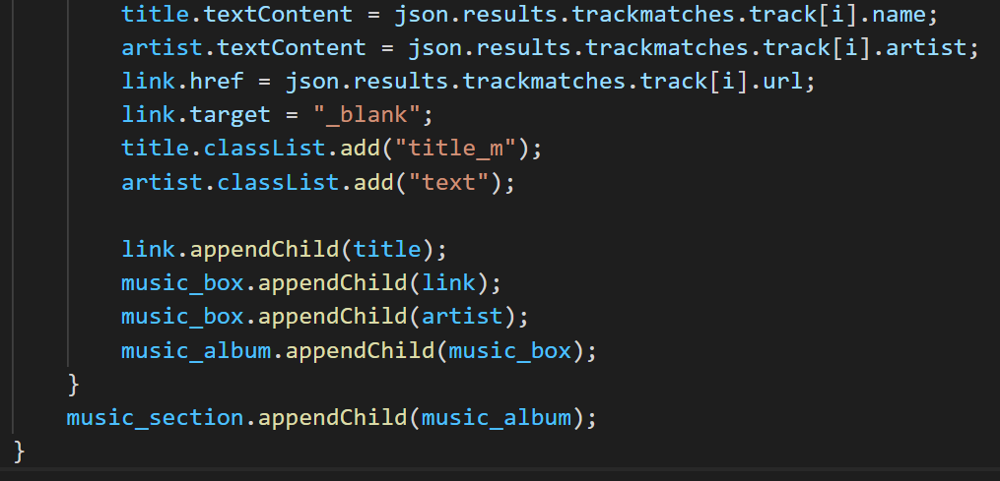 title.textContent = json.results.trackmatches.track[i].name;
artist.textContent = json.results.trackmatches.track[i].artist;
link.href = json.results.trackmatches.track[i].url;
link.target = "_blank";
title.classList.add("title_m");
artist.classList.add("text");
link.appendChild(title);
music_box.appendChild(link);
music_box.appendChild(artist);
music_album.appendChild(music_box);
}
music_section.appendChild(music_album);
}